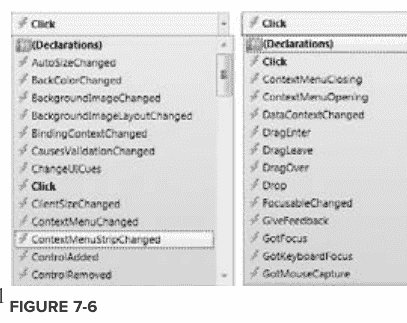 Click
(Declarations)
AutoSizeChanged
BackColorChanged
BackgroundImageChanged
BackgroundImageLayoutChanged
BindingContextChanged
CausesValidationChanged
ChangeUICues
Click
ClientSizeChanged
ContextMenuChanged
ContextMenuStripChanged
ControlAdded
ControlRemoved
Click
(Declarations)
Click
ContextMenuClosing
ContextMenuOpening
DataContextChanged
DragEnter
DragLeave
DragOver
Drop
FocusableChanged
GiveFeedback
GotFocus
GotKeyboardFocus
GotMouseCapture
FIGURE 7-6